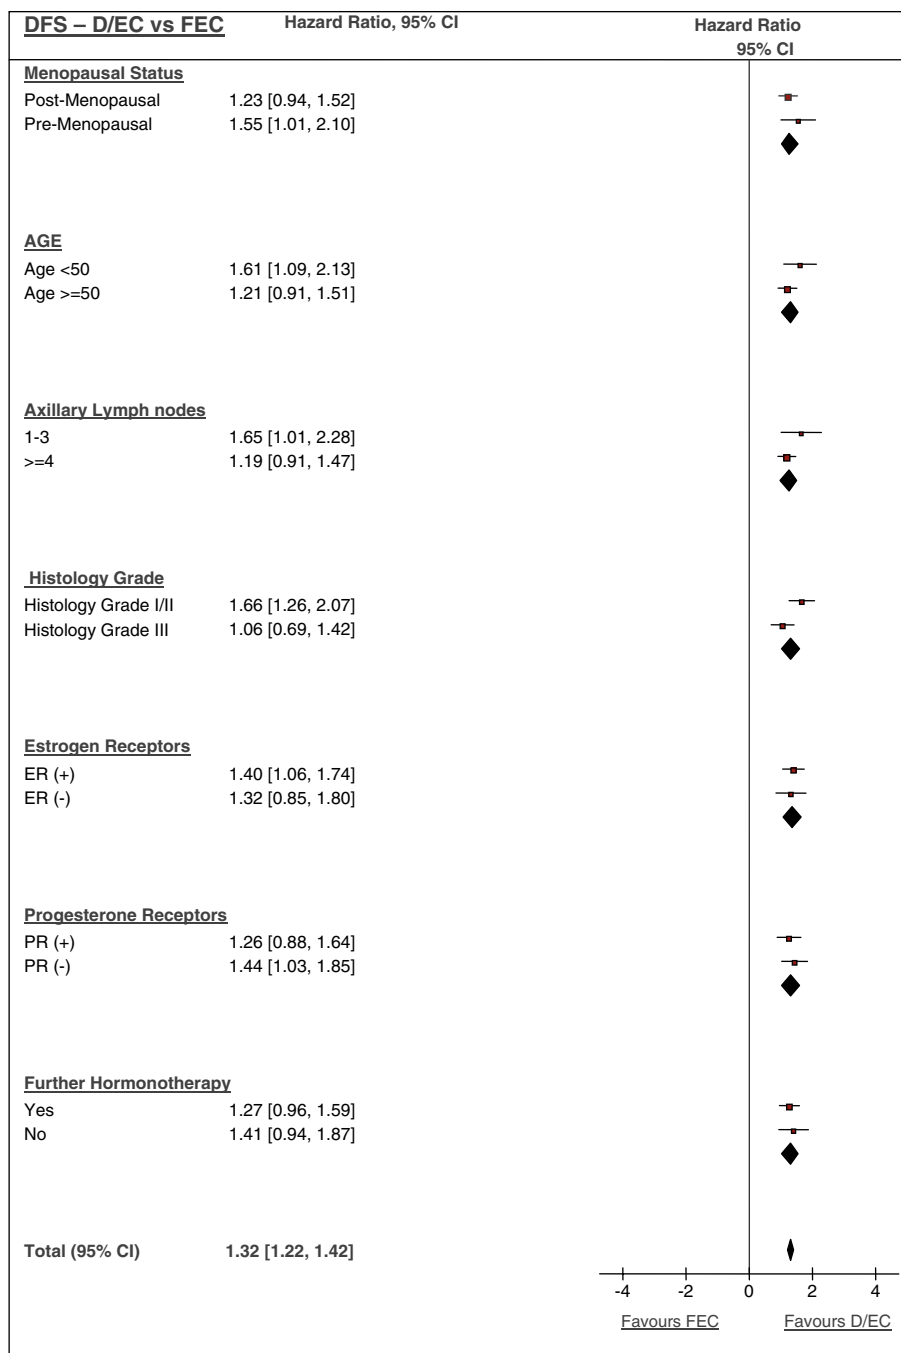 DFS – D/EC vs FEC Hazard Ratio, 95% CI Hazard Ratio
95% CI
Menopausal Status
Post-Menopausal 1.23 [0.94, 1.52]
Pre-Menopausal 1.55 [1.01, 2.10]
AGE
Age <50 1.61 [1.09, 2.13]
Age >=50 1.21 [0.91, 1.51]
Axillary Lymph nodes
1-3 1.65 [1.01, 2.28]
>=4 1.19 [0.91, 1.47]
Histology Grade
Histology Grade I/II 1.66 [1.26, 2.07]
Histology Grade III 1.06 [0.69, 1.42]
Estrogen Receptors
ER (+) 1.40 [1.06, 1.74]
ER (-) 1.32 [0.85, 1.80]
Progesterone Receptors
PR (+) 1.26 [0.88, 1.64]
PR (-) 1.44 [1.03, 1.85]
Further Hormonotherapy
Yes 1.27 [0.96, 1.59]
No 1.41 [0.94, 1.87]
Total (95% CI) 1.32 [1.22, 1.42]
-4 -2 0 2 4
Favours FEC Favours D/EC